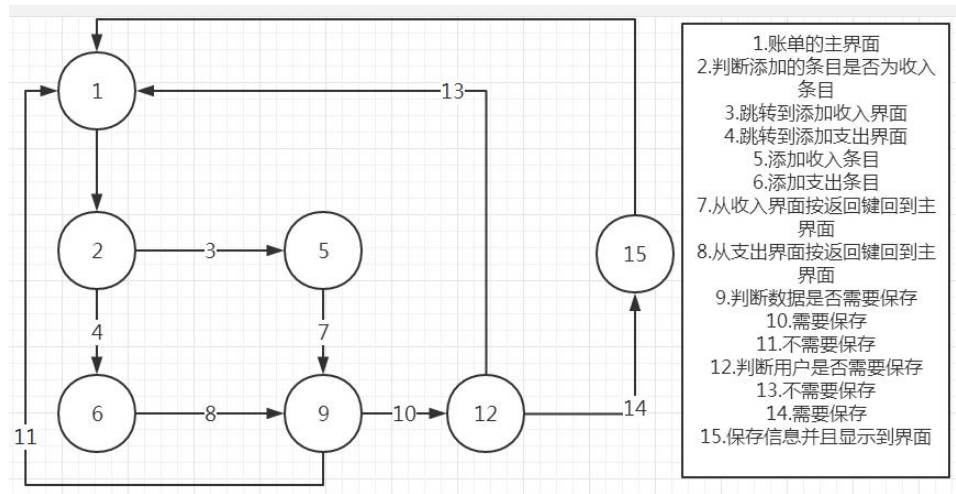 1
13
2
3
5
15
4
7
6
8
9
10
12
14
11
1.账单的主界面
2.判断添加的条目是否为收入
条目
3.跳转到添加收入界面
4.跳转到添加支出界面
5.添加收入条目
6.添加支出条目
7.从收入界面按返回键回到主
界面
8.从支出界面按返回键回到主
界面
9.判断数据是否需要保存
10.需要保存
11.不需要保存
12.判断用户是否需要保存
13.不需要保存
14.需要保存
15.保存信息并且显示到界面